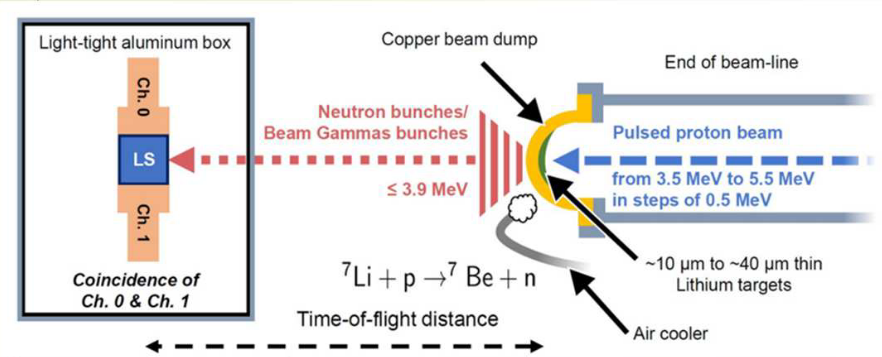 Light-tight aluminum box
Ch. 0
LS
Ch. 1
Coincidence of
Ch. 0 & Ch. 1
Neutron bunches/
Beam Gammas bunches
≤ 3.9 MeV
⁷Li + p →⁷ Be + n
Time-of-flight distance
Copper beam dump
End of beam-line
Pulsed proton beam
from 3.5 MeV to 5.5 MeV
in steps of 0.5 MeV
~10 μm to ~40 μm thin
Lithium targets
Air cooler